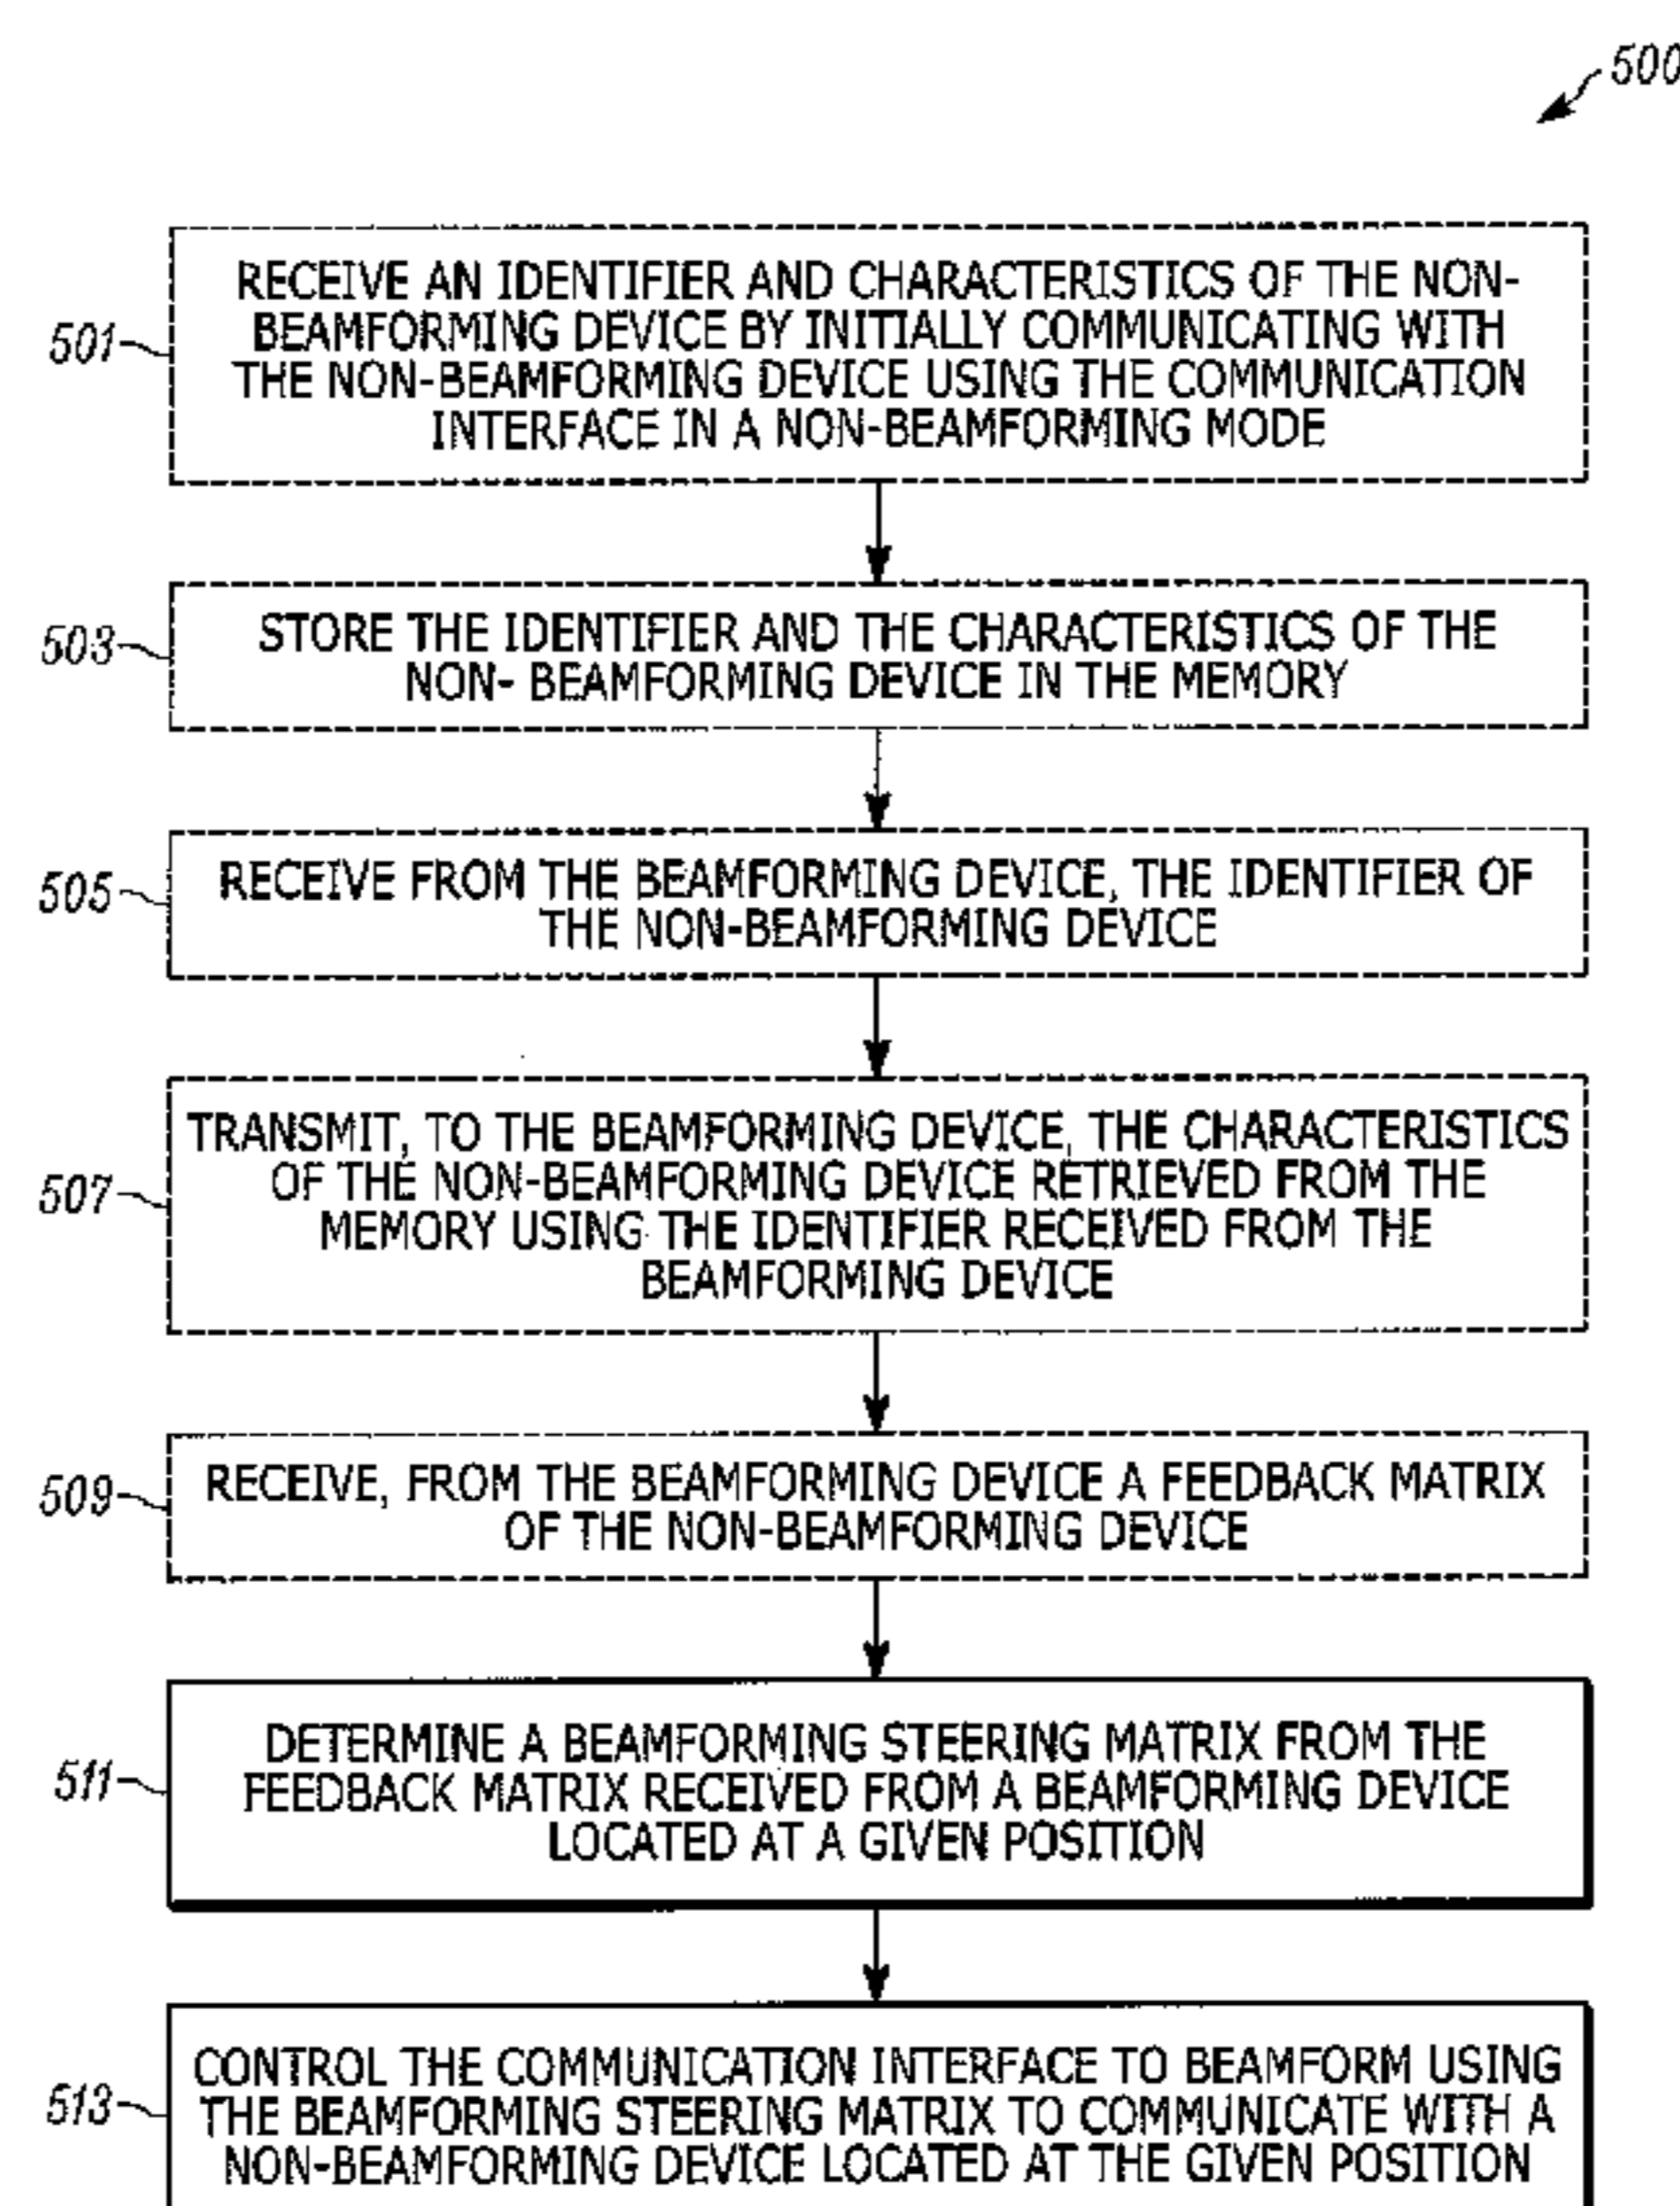 500
501
RECEIVE AN IDENTIFIER AND CHARACTERISTICS OF THE NON-
BEAMFORMING DEVICE BY INITIALLY COMMUNICATING WITH
THE NON-BEAMFORMING DEVICE USING THE COMMUNICATION
INTERFACE IN A NON-BEAMFORMING MODE
503
STORE THE IDENTIFIER AND THE CHARACTERISTICS OF THE
NON- BEAMFORMING DEVICE IN THE MEMORY
505
RECEIVE FROM THE BEAMFORMING DEVICE, THE IDENTIFIER OF
THE NON-BEAMFORMING DEVICE
507
TRANSMIT, TO THE BEAMFORMING DEVICE, THE CHARACTERISTICS
OF THE NON-BEAMFORMING DEVICE RETRIEVED FROM THE
MEMORY USING THE IDENTIFIER RECEIVED FROM THE
BEAMFORMING DEVICE
509
RECEIVE, FROM THE BEAMFORMING DEVICE A FEEDBACK MATRIX
OF THE NON-BEAMFORMING DEVICE
511
DETERMINE A BEAMFORMING STEERING MATRIX FROM THE
FEEDBACK MATRIX RECEIVED FROM A BEAMFORMING DEVICE
LOCATED AT A GIVEN POSITION
513
CONTROL THE COMMUNICATION INTERFACE TO BEAMFORM USING
THE BEAMFORMING STEERING MATRIX TO COMMUNICATE WITH A
NON-BEAMFORMING DEVICE LOCATED AT THE GIVEN POSITION